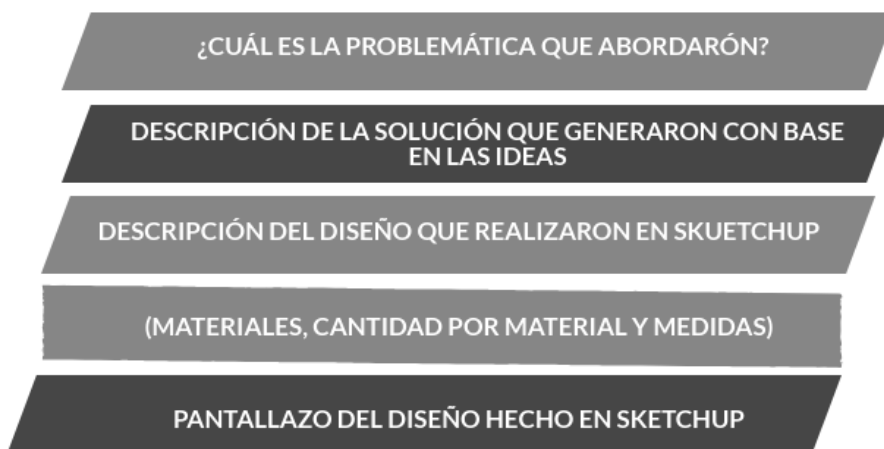 ¿CUÁL ES LA PROBLEMÁTICA QUE ABORDARÓN?
DESCRIPCIÓN DE LA SOLUCIÓN QUE GENERARON CON BASE
EN LAS IDEAS
DESCRIPCIÓN DEL DISEÑO QUE REALIZARON EN SKUETCHUP
(MATERIALES, CANTIDAD POR MATERIAL Y MEDIDAS)
PANTALLAZO DEL DISEÑO HECHO EN SKETCHUP